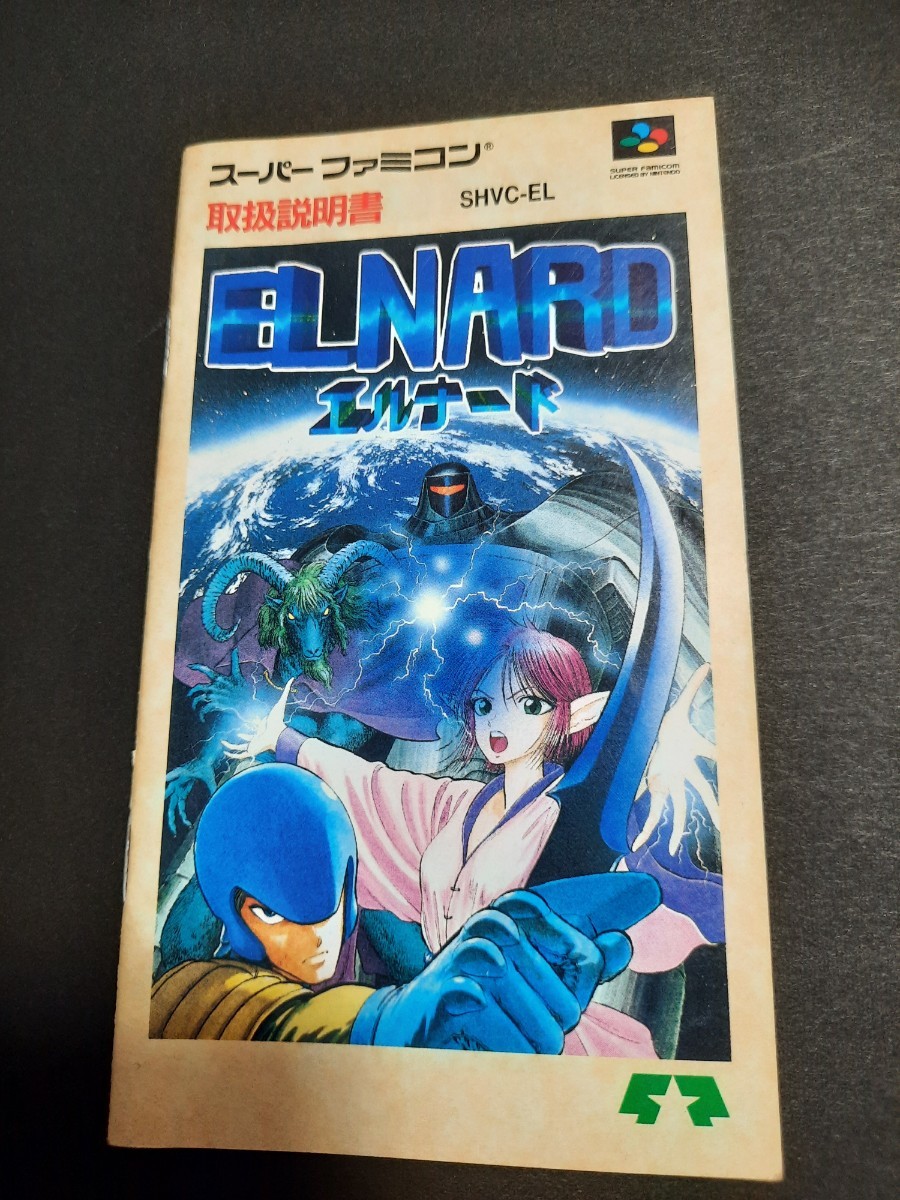 スーパーファミコン®
SUPER FAMICOM
LICENSED BY NINTENDO
取扱説明書
SHVC-EL
ELNARD
エルナード